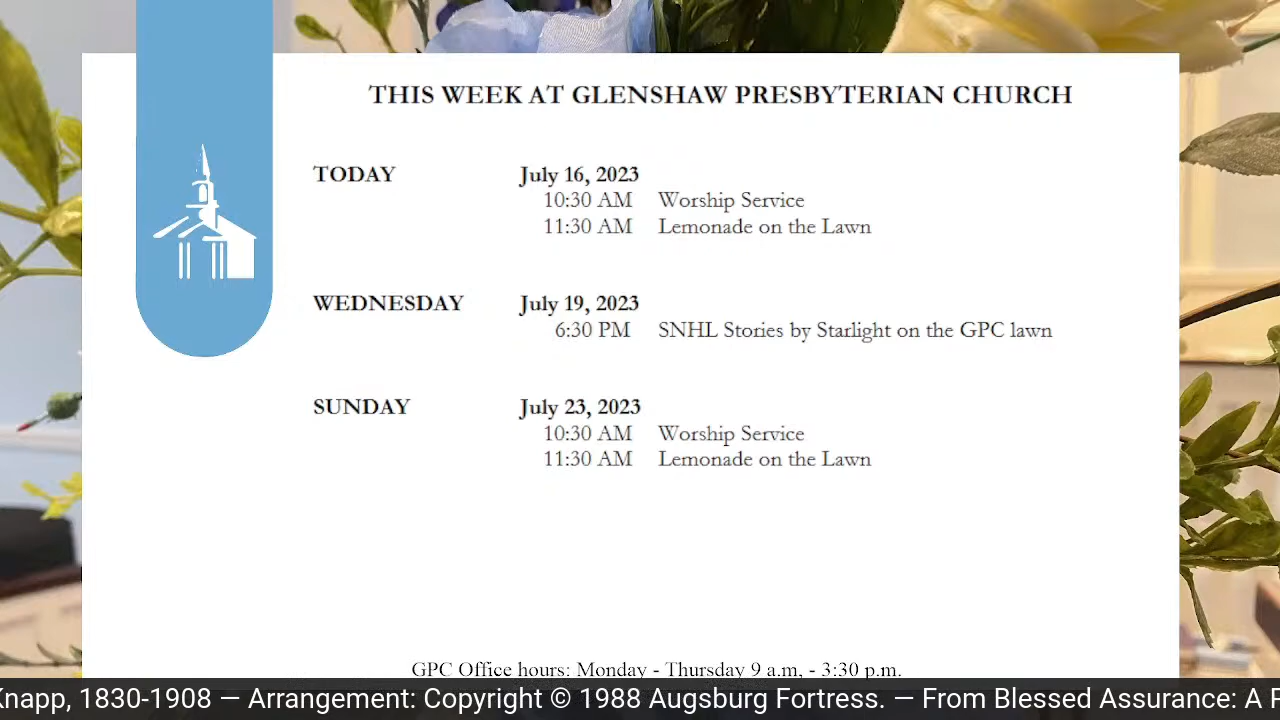 THIS WEEK AT GLENSHAW PRESBYTERIAN CHURCH
TODAY July 16, 2023
10:30 AM Worship Service
11:30 AM Lemonade on the Lawn
WEDNESDAY July 19, 2023
6:30 PM SNHL Stories by Starlight on the GPC lawn
SUNDAY July 23, 2023
10:30 AM Worship Service
11:30 AM Lemonade on the Lawn
GPC Office hours: Monday - Thursday 9 a.m, - 3:30 p.m.
Knapp, 1830-1908 — Arrangement: Copyright © 1988 Augsburg Fortress. — From Blessed Assurance: A